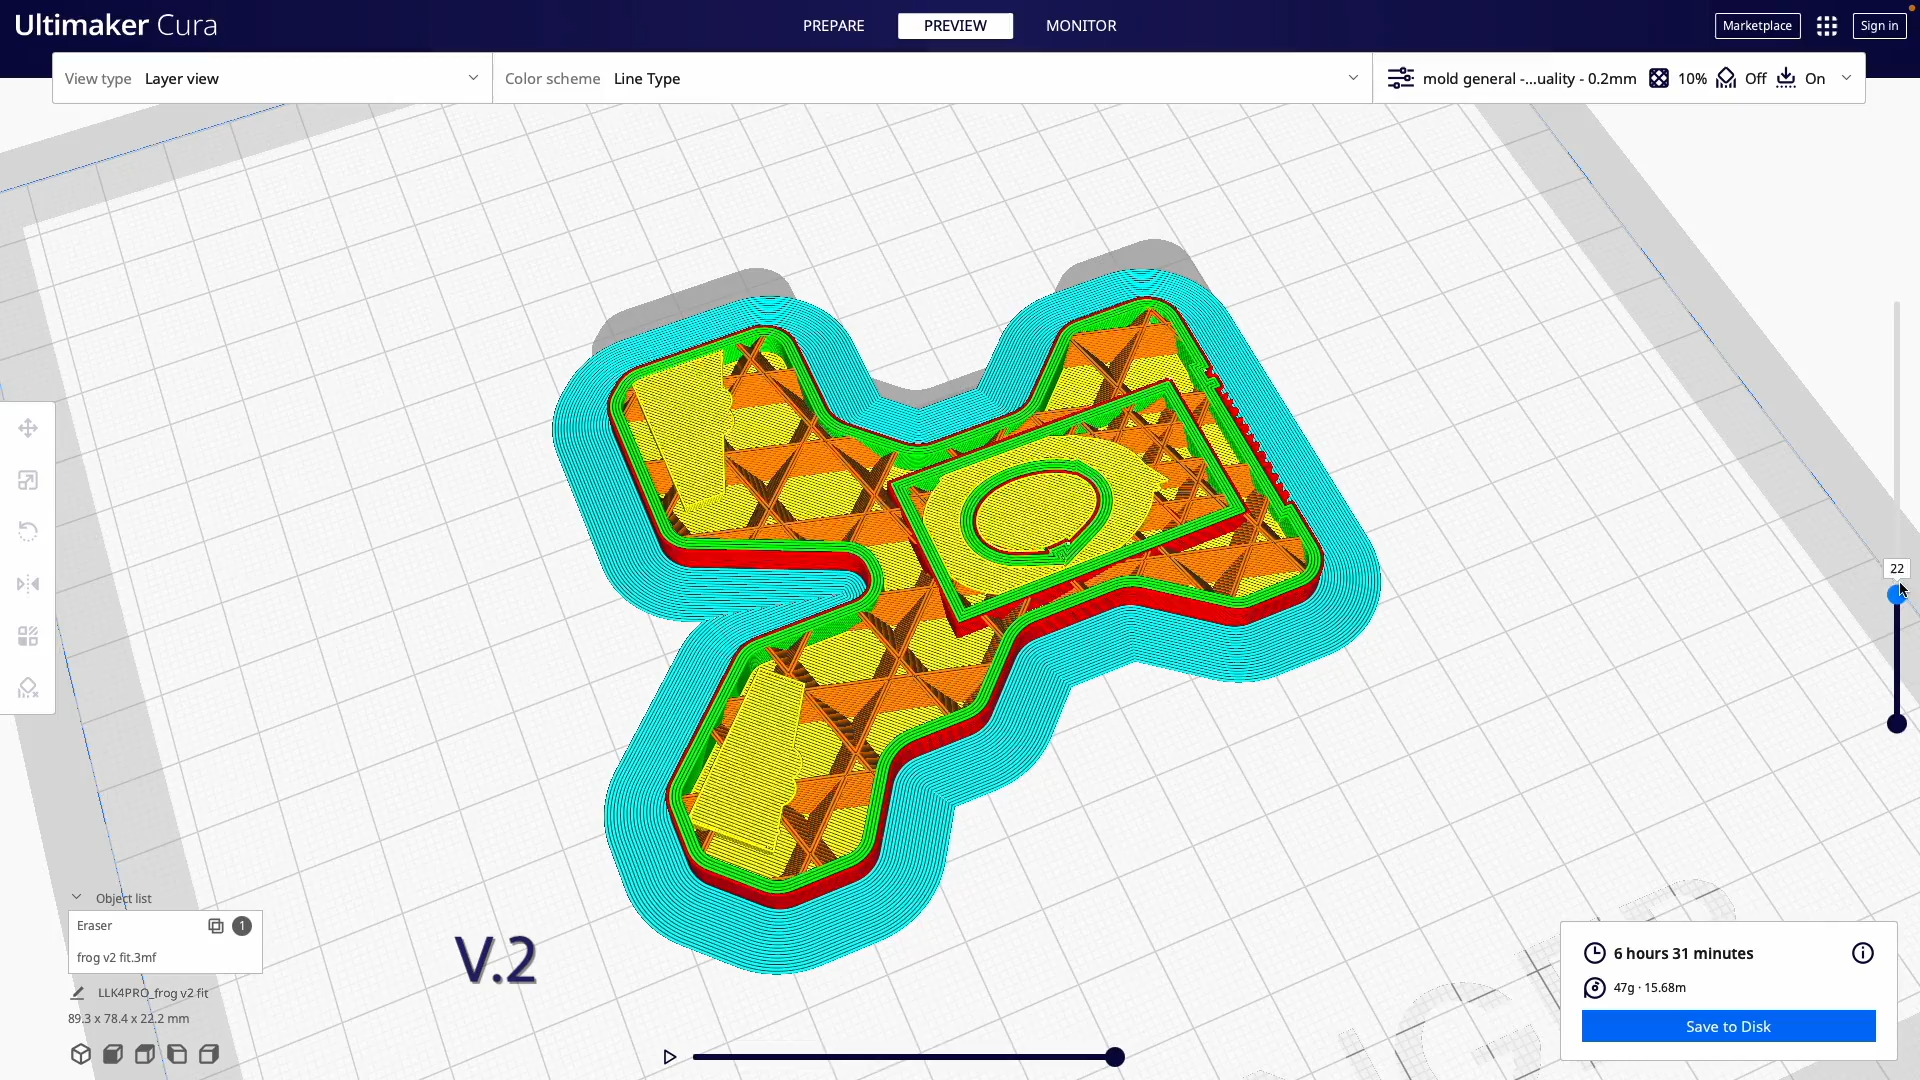 Ultimaker Cura
PREPARE
PREVIEW
MONITOR
Marketplace
Sign in
View type Layer view
Color scheme Line Type
mold general -...uality - 0.2mm
10%
Off
On
22
Object list
Eraser
1
frog v2 fit.3mf
LLK4PRO_frog v2 fit
89.3 x 78.4 x 22.2 mm
V.2
6 hours 31 minutes
47g · 15.68m
Save to Disk